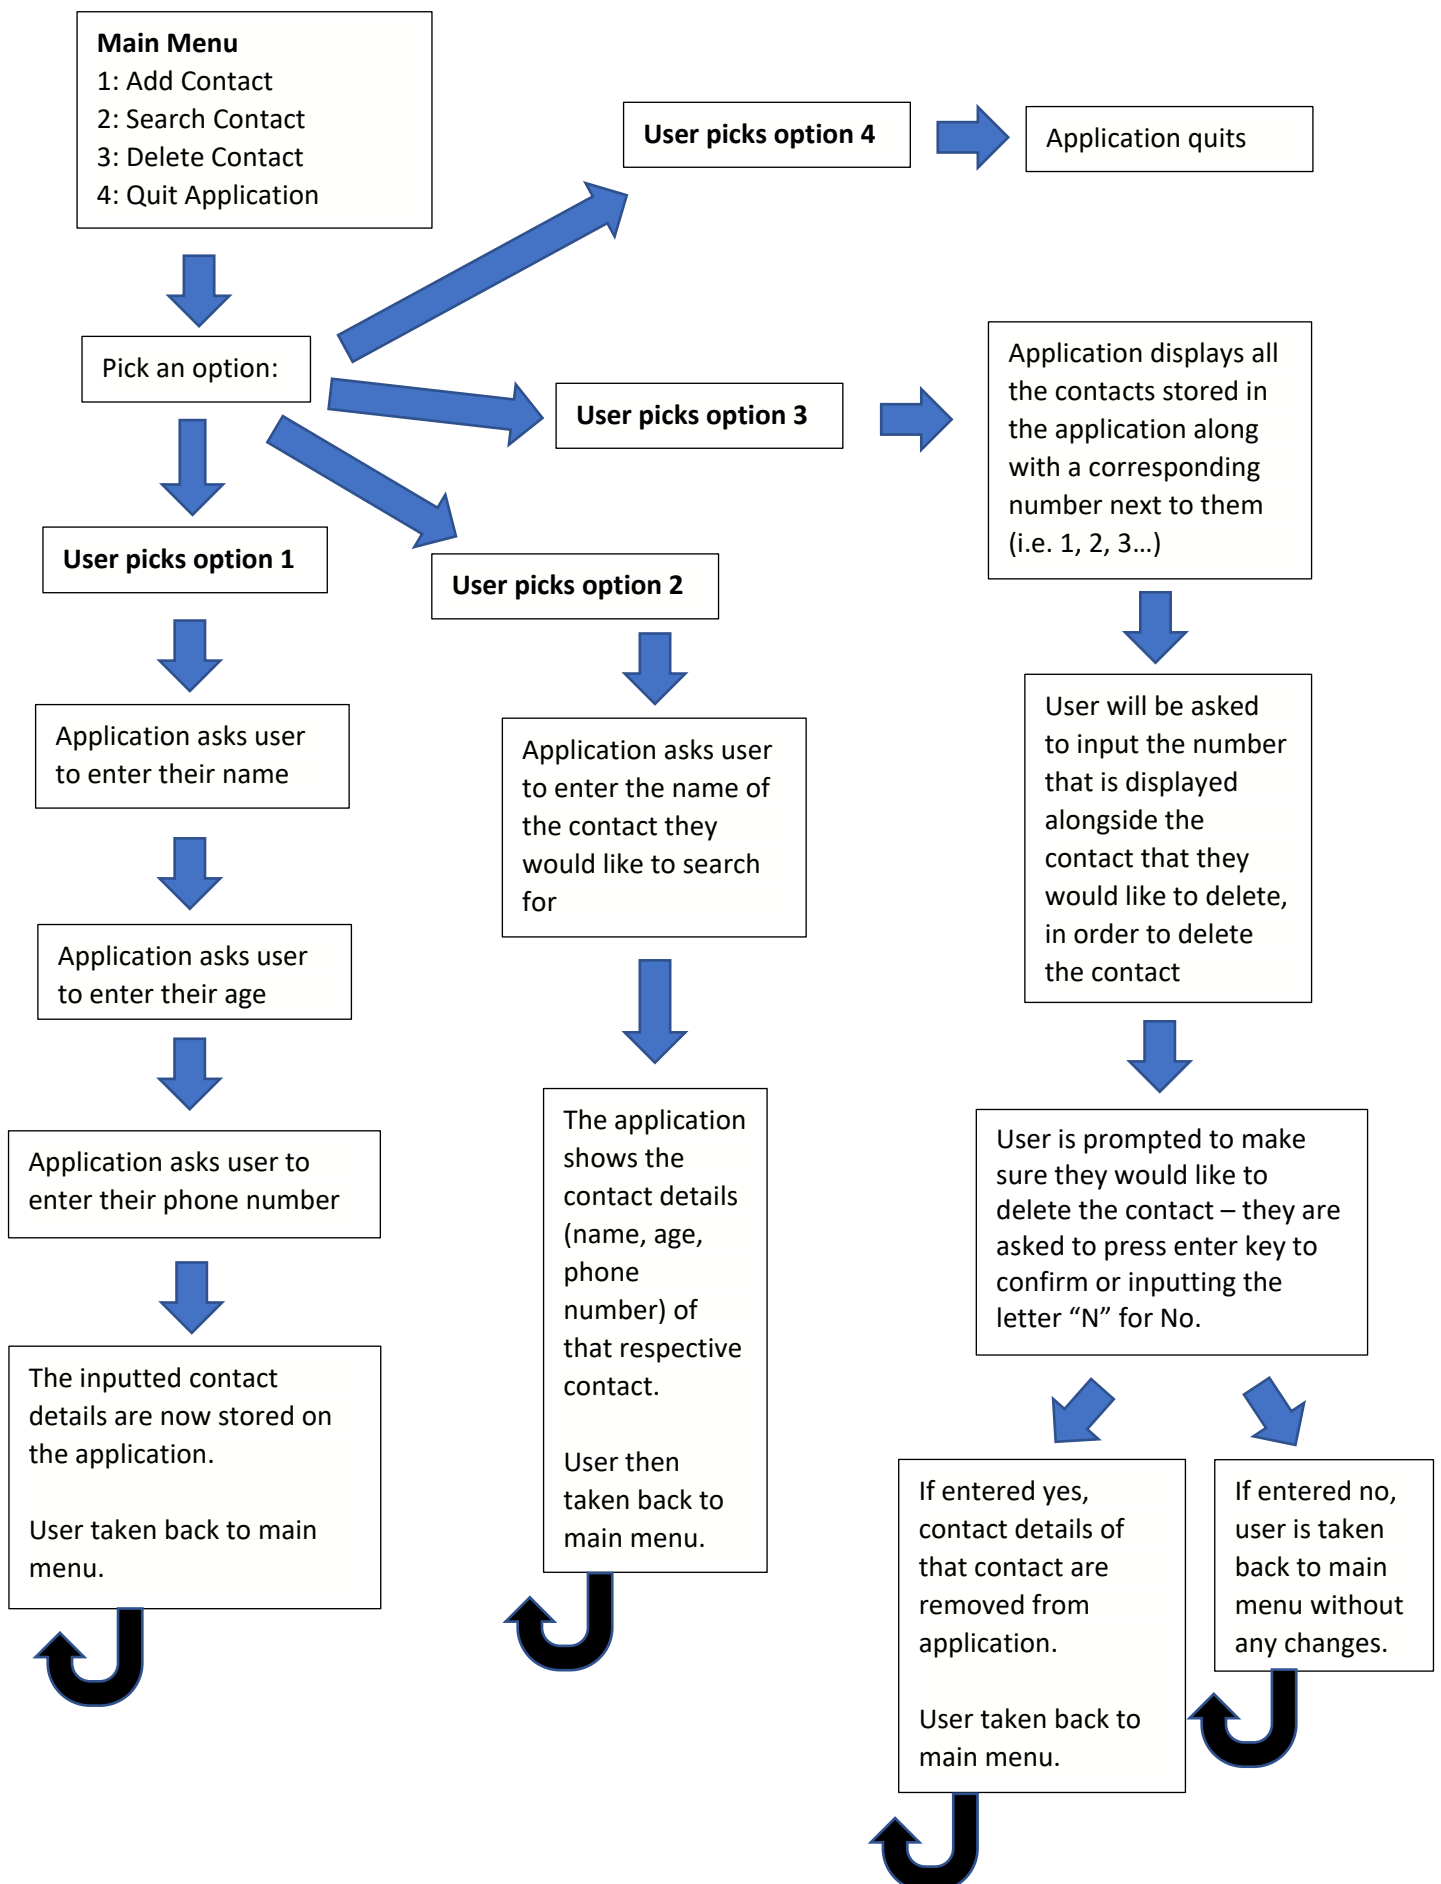 Main Menu
1: Add Contact
2: Search Contact
3: Delete Contact
4: Quit Application
User picks option 4
Application quits
Pick an option:
User picks option 3
Application displays all
the contacts stored in
the application along
with a corresponding
number next to them
(i.e. 1, 2, 3…)
User picks option 1
User picks option 2
Application asks user
to enter their name
Application asks user
to enter the name of
the contact they
would like to search
for
User will be asked
to input the number
that is displayed
alongside the
contact that they
would like to delete,
in order to delete
the contact
Application asks user
to enter their age
Application asks user to
enter their phone number
The application
shows the
contact details
(name, age,
phone
number) of
that respective
contact.
User then
taken back to
main menu.
User is prompted to make
sure they would like to
delete the contact – they are
asked to press enter key to
confirm or inputting the
letter “N” for No.
The inputted contact
details are now stored on
the application.
User taken back to main
menu.
If entered yes,
contact details of
that contact are
removed from
application.
User taken back to
main menu.
If entered no,
user is taken
back to main
menu without
any changes.